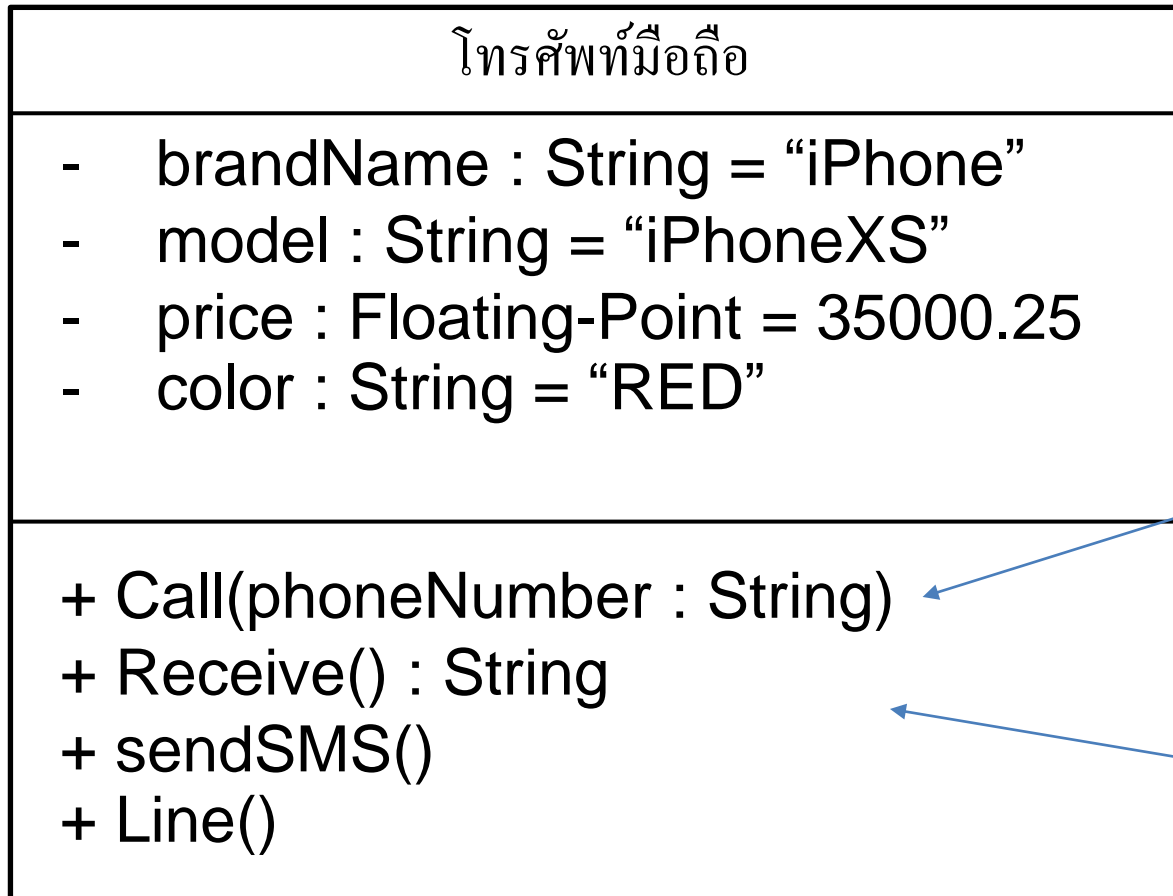 โทรศัพท์มือถือ
- brandName : String = “iPhone”
- model : String = “iPhoneXS”
- price : Floating-Point = 35000.25
- color : String = “RED”
+ Call(phoneNumber : String)
+ Receive() : String
+ sendSMS()
+ Line()